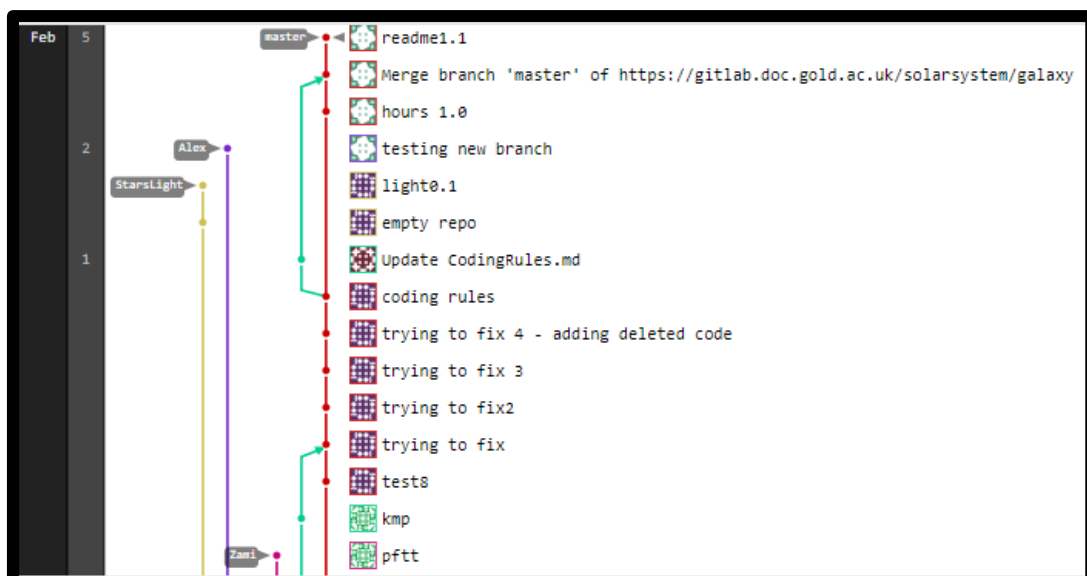 Feb 5 master readme1.1
Merge branch 'master' of https://gitlab.doc.gold.ac.uk/solarsystem/galaxy
hours 1.0
2 Alex testing new branch
StarsLight light0.1
empty repo
1 Update CodingRules.md
coding rules
trying to fix 4 - adding deleted code
trying to fix 3
trying to fix2
trying to fix
test8
kmp
Zami pftt